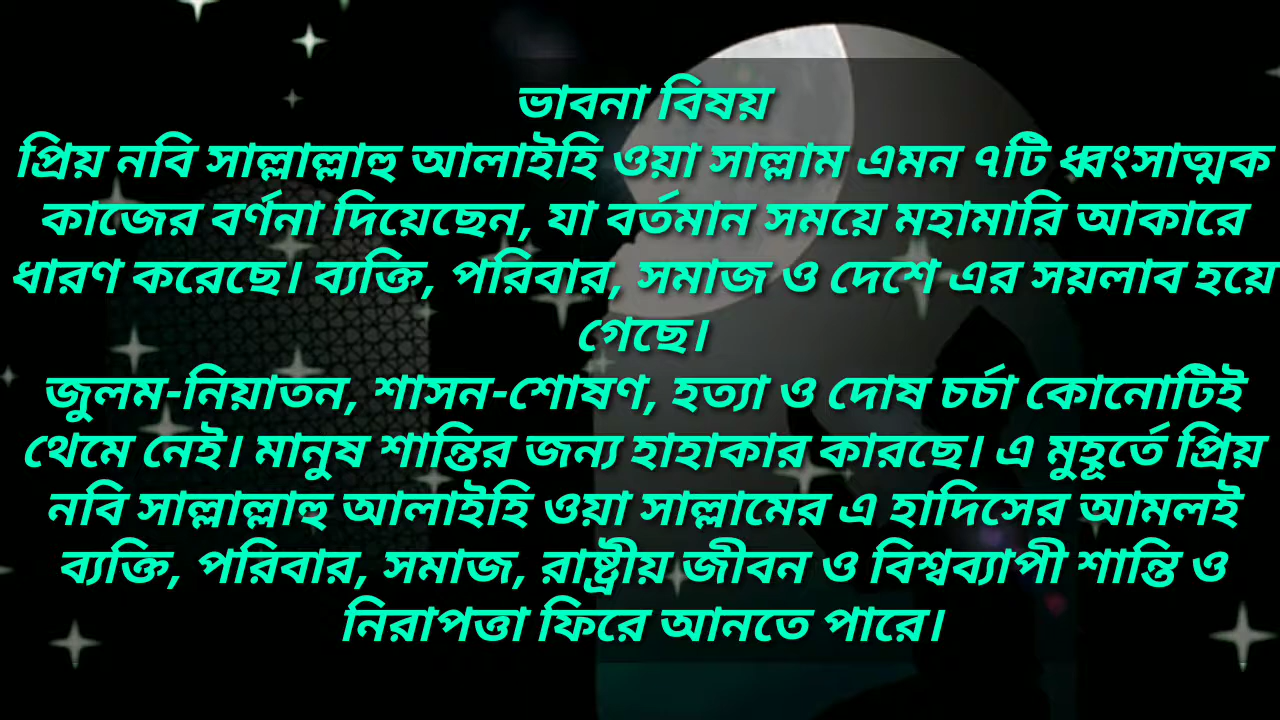 ভাবনা বিষয়
প্রিয় নবি সাল্লাল্লাহু আলাইহি ওয়া সাল্লাম এমন ৭টি ধ্বংসাত্মক
কাজের বর্ণনা দিয়েছেন, যা বর্তমান সময়ে মহামারি আকারে
ধারণ করেছে। ব্যক্তি, পরিবার, সমাজ ও দেশে এর সয়লাব হয়ে
গেছে।
জুলম-নিয়াতন, শাসন-শোষণ, হত্যা ও দোষ চর্চা কোনোটিই
থেমে নেই। মানুষ শান্তির জন্য হাহাকার কারছে। এ মুহূর্তে প্রিয়
নবি সাল্লাল্লাহু আলাইহি ওয়া সাল্লামের এ হাদিসের আমলই
ব্যক্তি, পরিবার, সমাজ, রাষ্ট্রীয় জীবন ও বিশ্বব্যাপী শান্তি ও
নিরাপত্তা ফিরে আনতে পারে।